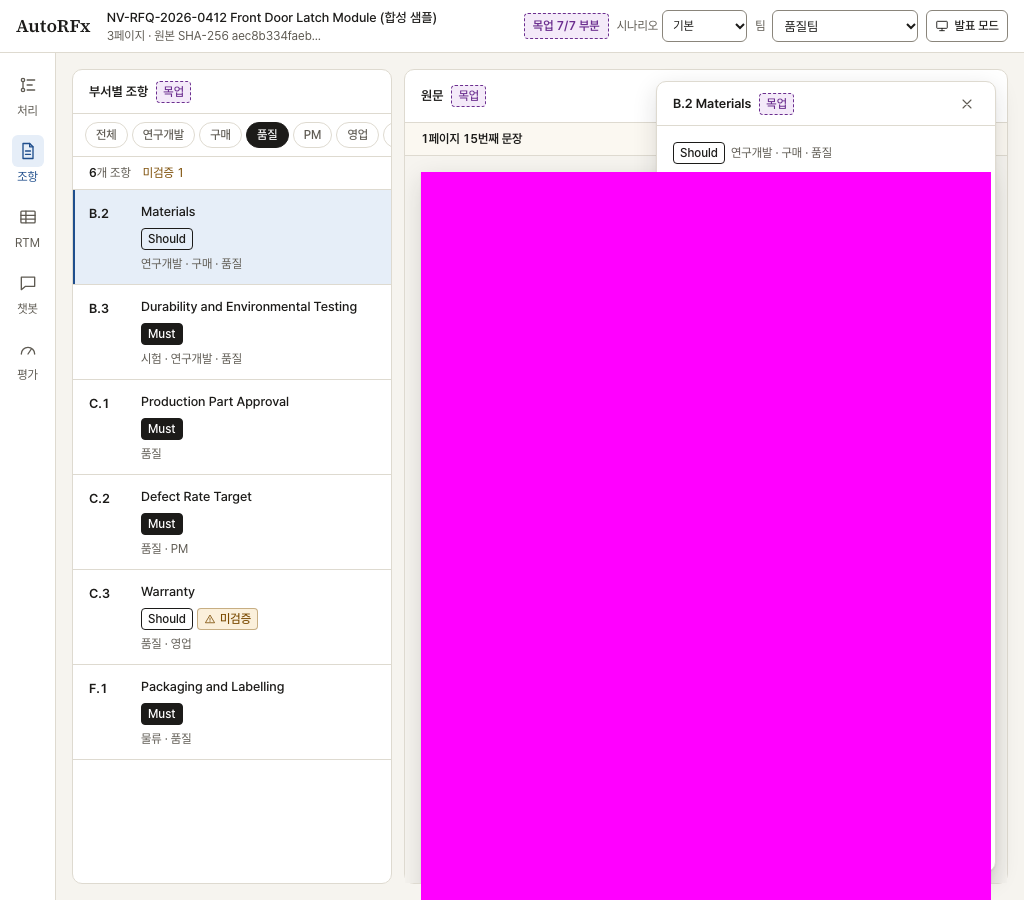 AutoRFx
NV-RFQ-2026-0412 Front Door Latch Module (합성 샘플)
3페이지 · 원본 SHA-256 aec8b334faeb...
목업 7/7 부분
시나리오
기본
팀
품질팀
발표 모드
처리
조항
RTM
챗봇
평가
부서별 조항
목업
전체
연구개발
구매
품질
PM
영업
6개 조항
미검증 1
B.2
Materials
Should
연구개발 · 구매 · 품질
B.3
Durability and Environmental Testing
Must
시험 · 연구개발 · 품질
C.1
Production Part Approval
Must
품질
C.2
Defect Rate Target
Must
품질 · PM
C.3
Warranty
Should
미검증
품질 · 영업
F.1
Packaging and Labelling
Must
물류 · 품질
원문
목업
1페이지 15번째 문장
B.2 Materials
목업
Should
연구개발 · 구매 · 품질